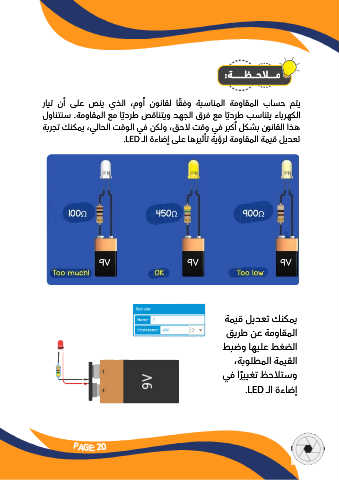 مـــلاحـــظـــة:
يتم حساب المقاومة المناسبة وفقًا لقانون أوم، الذي ينص على أن تيار
الكهرباء يتناسب طرديًا مع فرق الجهد ويتناقص طرديًا مع المقاومة. سنتناول
هذا القانون بشكل أكبر في وقت لاحق، ولكن في الوقت الحالي، يمكنك تجربة
تعديل قيمة المقاومة لرؤية تأثيرها على إضاءة الـ LED.
100Ω 450Ω 900Ω
9V 9V 9V
Too much! OK Too low
يمكنك تعديل قيمة
المقاومة عن طريق
الضغط عليها وضبط
القيمة المطلوبة،
وستلاحظ تغييرًا في
إضاءة الـ LED.
9V
PAGE: 20